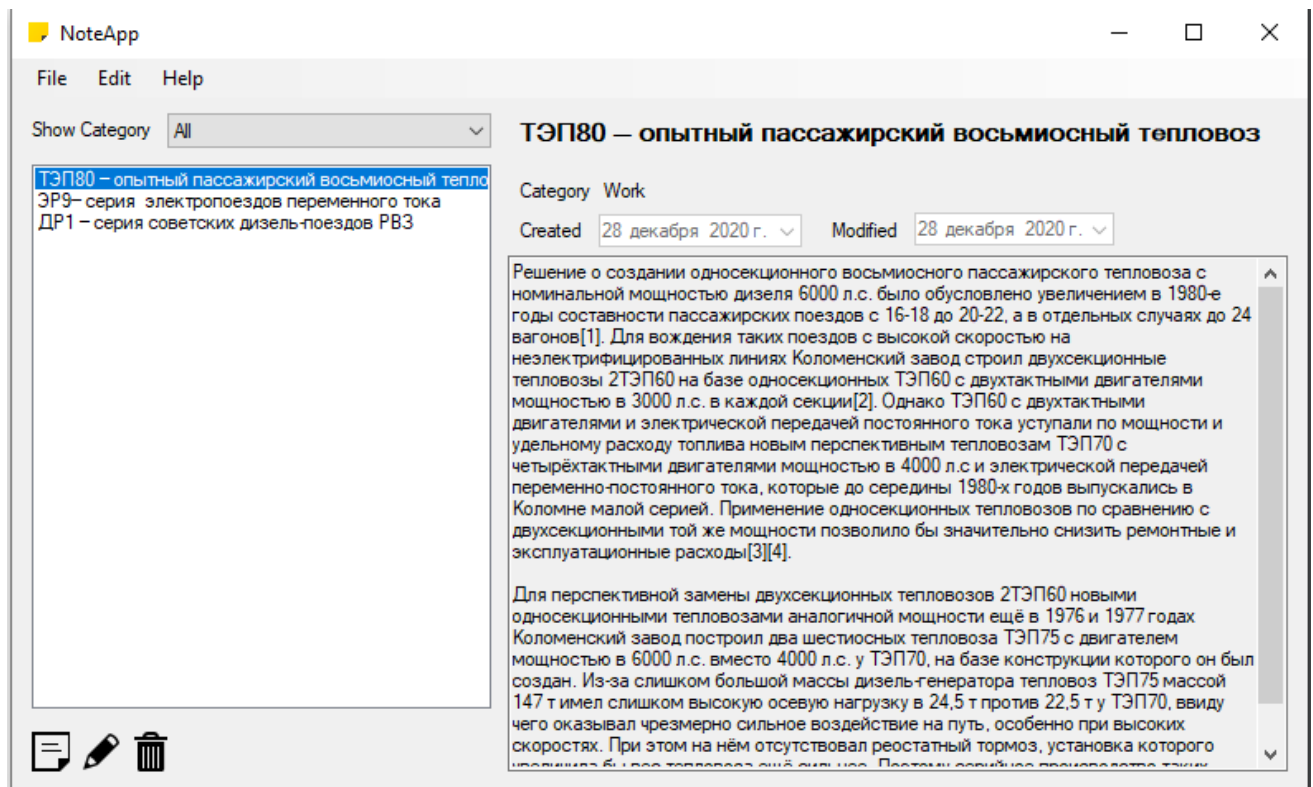 NoteApp
File Edit Help
Show Category All
ТЭП80 – опытный пассажирский восьмиосный тепло
ЭР9– серия  электропоездов переменного тока
ДР1 – серия советских дизель-поездов РВЗ
ТЭП80 – опытный пассажирский восьмиосный тепловоз
Category Work
Created 28 декабря 2020 г. Modified 28 декабря 2020 г.
Решение о создании односекционного восьмиосного пассажирского тепловоза с
номинальной мощностью дизеля 6000 л.с. было обусловлено увеличением в 1980-е
годы составности пассажирских поездов с 16-18 до 20-22, а в отдельных случаях до 24
вагонов[1]. Для вождения таких поездов с высокой скоростью на
неэлектрифицированных линиях Коломенский завод строил двухсекционные
тепловозы 2ТЭП60 на базе односекционных ТЭП60 с двухтактными двигателями
мощностью в 3000 л.с. в каждой секции[2]. Однако ТЭП60 с двухтактными
двигателями и электрической передачей постоянного тока уступали по мощности и
удельному расходу топлива новым перспективным тепловозам ТЭП70 с
четырёхтактными двигателями мощностью в 4000 л.с и электрической передачей
переменно-постоянного тока, которые до середины 1980-х годов выпускались в
Коломне малой серией. Применение односекционных тепловозов по сравнению с
двухсекционными той же мощности позволило бы значительно снизить ремонтные и
эксплуатационные расходы[3][4].
Для перспективной замены двухсекционных тепловозов 2ТЭП60 новыми
односекционными тепловозами аналогичной мощности ещё в 1976 и 1977 годах
Коломенский завод построил два шестиосных тепловоза ТЭП75 с двигателем
мощностью в 6000 л.с. вместо 4000 л.с. у ТЭП70, на базе конструкции которого он был
создан. Из-за слишком большой массы дизель-генератора тепловоз ТЭП75 массой
147 т имел слишком высокую осевую нагрузку в 24,5 т против 22,5 т у ТЭП70, ввиду
чего оказывал чрезмерно сильное воздействие на путь, особенно при высоких
скоростях. При этом на нём отсутствовал реостатный тормоз, установка которого
увеличила бы вес тепловоза ещё сильнее. Поэтому серийное производство таких